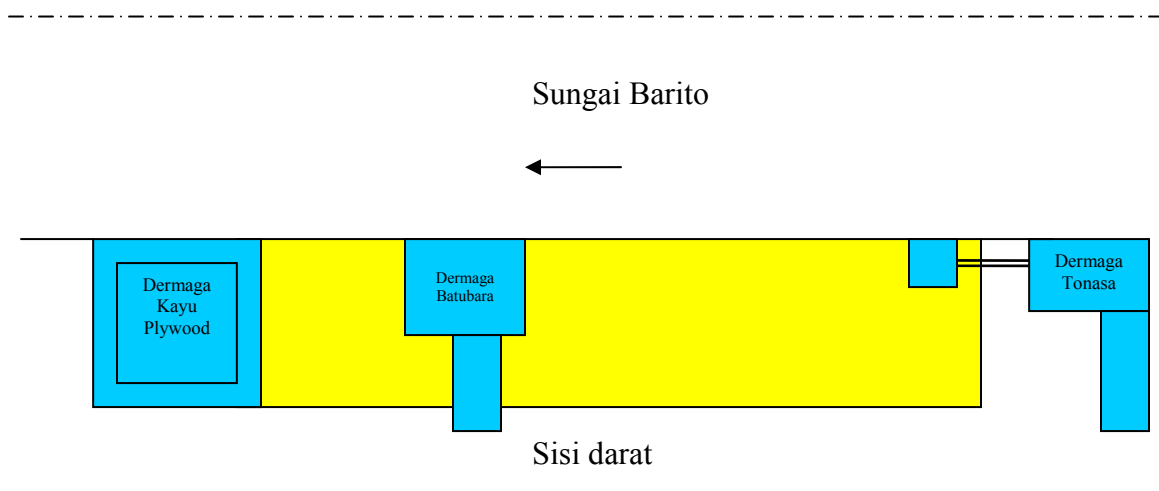 Sungai Barito
Dermaga
Kayu
Plywood
Dermaga
Batubara
Dermaga
Tonasa
Sisi darat